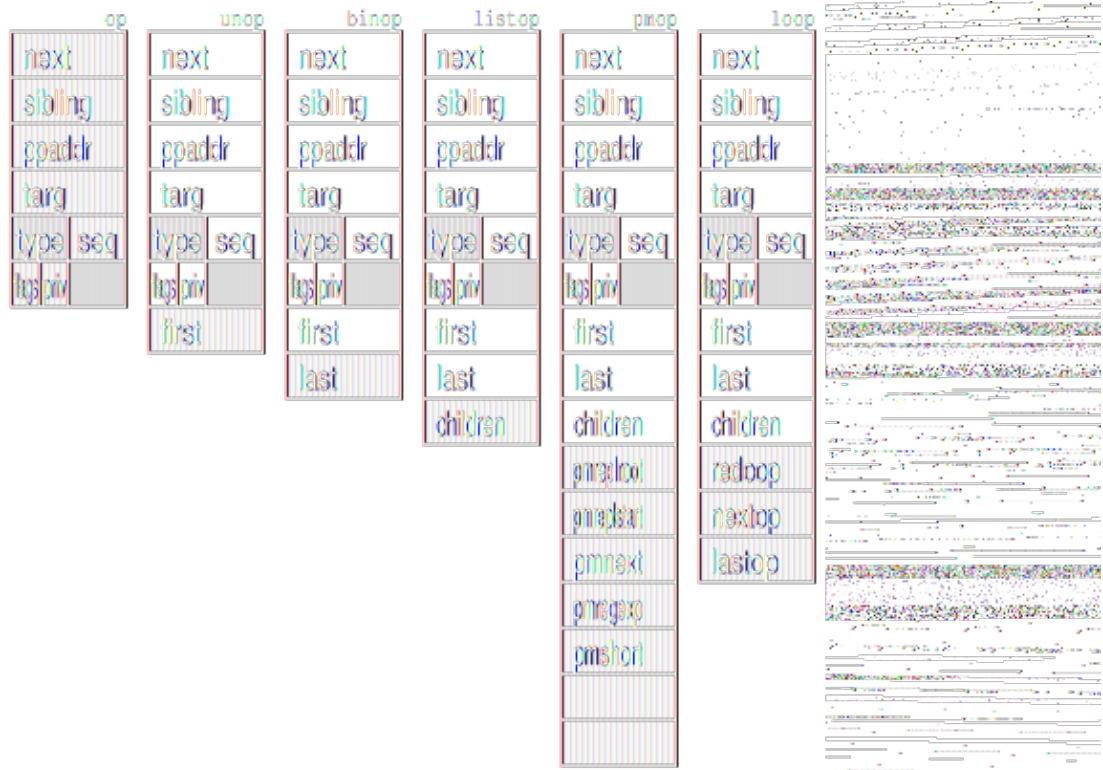 op unop binop listop pmop loop
next next next next next next
sibling sibling sibling sibling sibling sibling
ppaddr ppaddr ppaddr ppaddr ppaddr ppaddr
targ targ targ targ targ targ
type seq type seq type seq type seq type seq type seq
flags priv flags priv flags priv flags priv flags priv flags priv
first first first first first
last last last last
children children children
pmreplroot redoop
pmreplstart nextop
pmnext lastop
pmregexp
pmshort